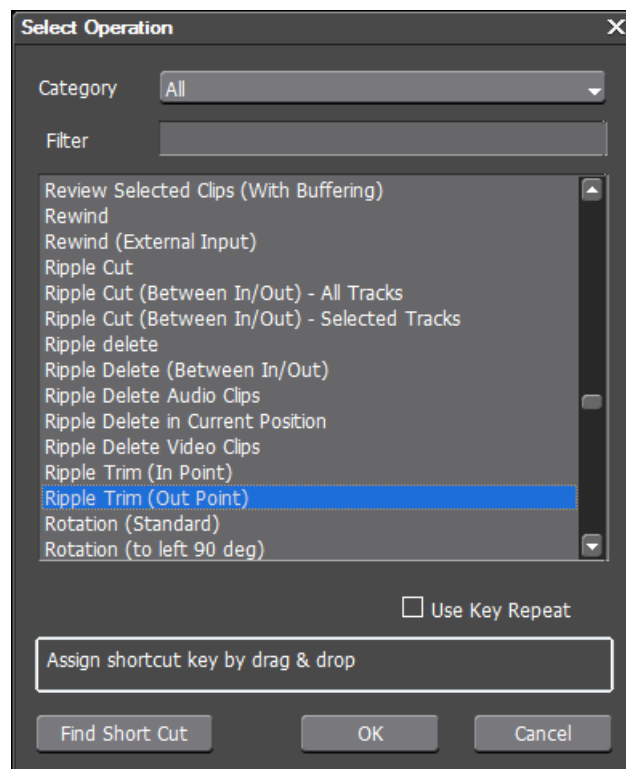 Select Operation X
Category All
Filter
Review Selected Clips (With Buffering)
Rewind
Rewind (External Input)
Ripple Cut
Ripple Cut (Between In/Out) - All Tracks
Ripple Cut (Between In/Out) - Selected Tracks
Ripple delete
Ripple Delete (Between In/Out)
Ripple Delete Audio Clips
Ripple Delete in Current Position
Ripple Delete Video Clips
Ripple Trim (In Point)
Ripple Trim (Out Point)
Rotation (Standard)
Rotation (to left 90 deg)
Use Key Repeat
Assign shortcut key by drag & drop
Find Short Cut OK Cancel